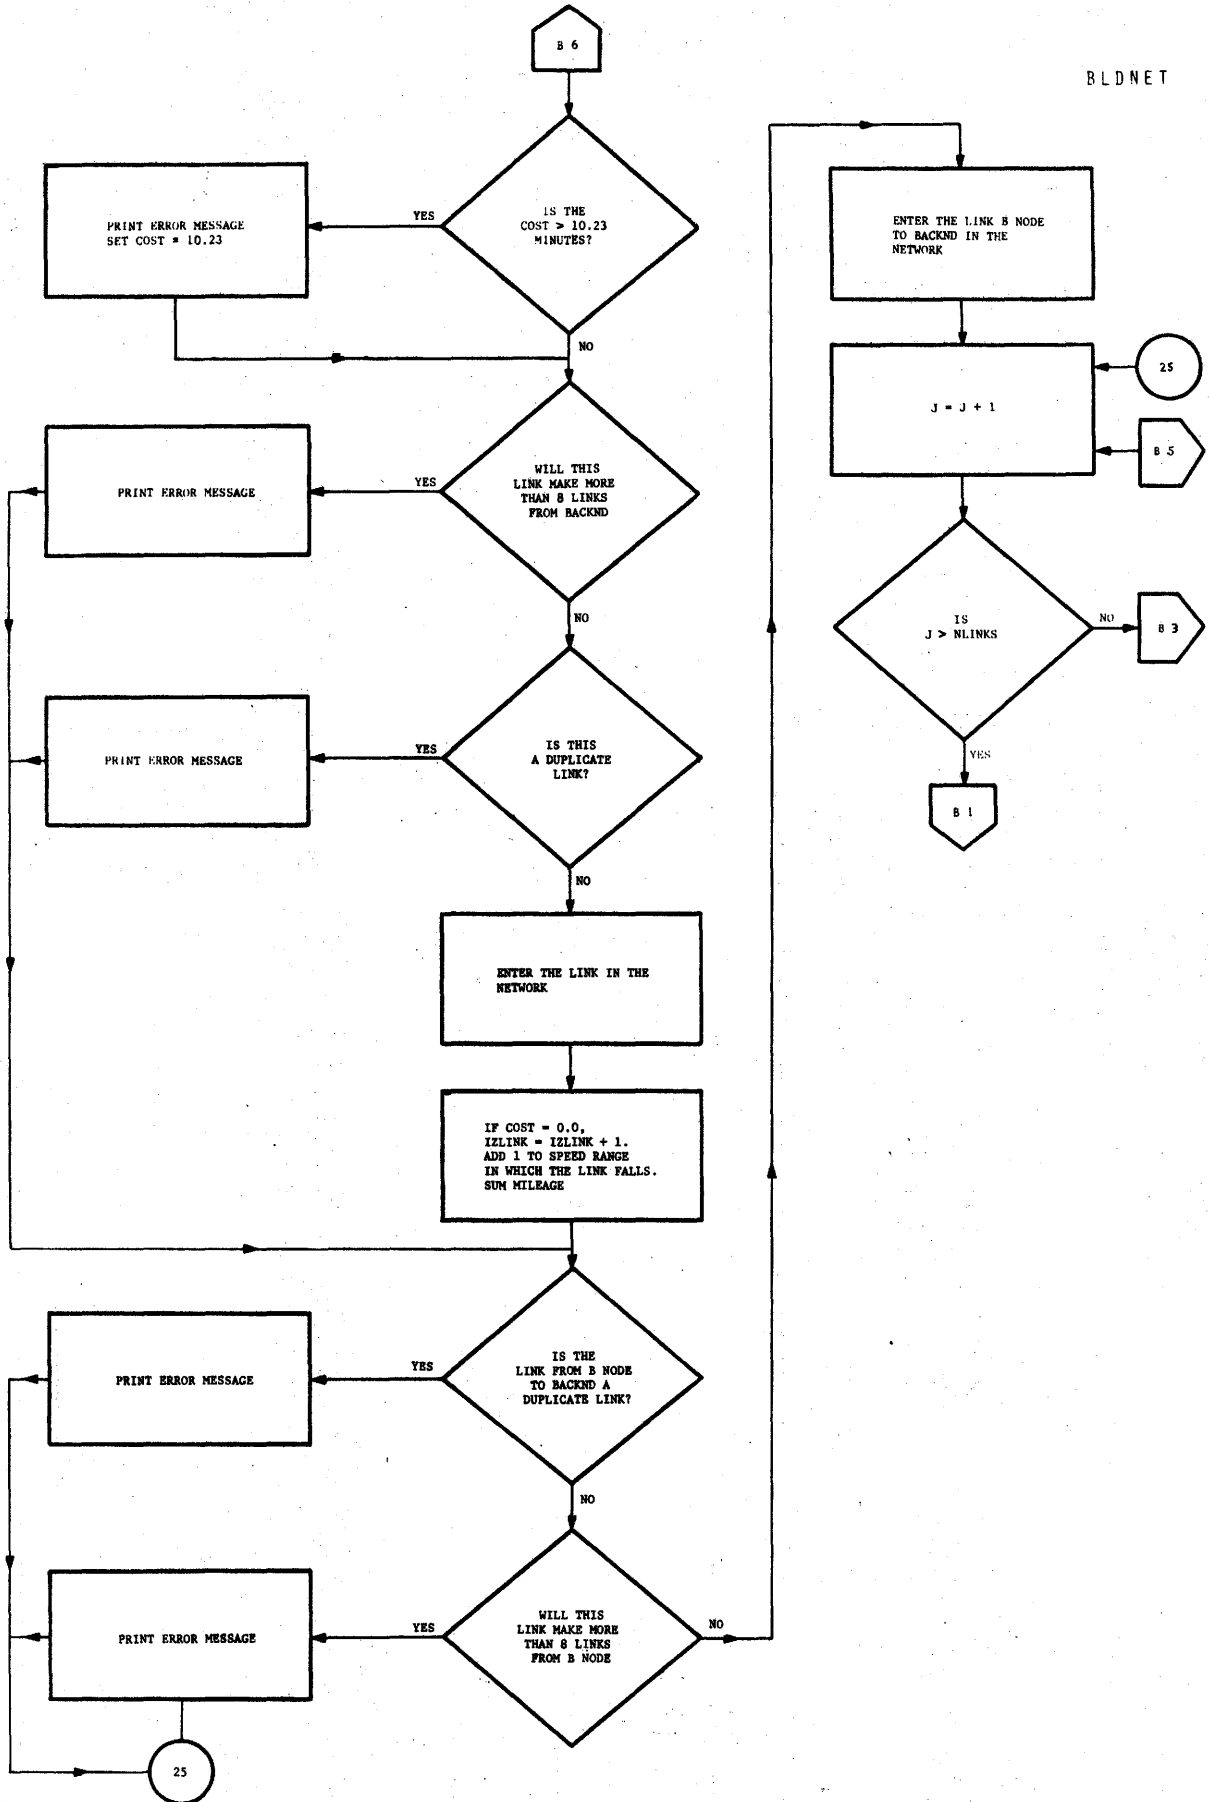 BLDNET
B 6
IS THE
COST > 10.23
MINUTES?
YES
PRINT ERROR MESSAGE
SET COST = 10.23
NO
WILL THIS
LINK MAKE MORE
THAN 8 LINKS
FROM BACKND
YES
PRINT ERROR MESSAGE
NO
IS THIS
A DUPLICATE
LINK?
YES
PRINT ERROR MESSAGE
NO
ENTER THE LINK IN THE
NETWORK
IF COST = 0.0,
IZLINK = IZLINK + 1.
ADD 1 TO SPEED RANGE
IN WHICH THE LINK FALLS.
SUM MILEAGE
IS THE
LINK FROM B NODE
TO BACKND A
DUPLICATE LINK?
YES
PRINT ERROR MESSAGE
NO
WILL THIS
LINK MAKE MORE
THAN 8 LINKS
FROM B NODE
YES
PRINT ERROR MESSAGE
25
NO
ENTER THE LINK B NODE
TO BACKND IN THE
NETWORK
J = J + 1
25
B 5
IS
J > NLINKS
NO
B 3
YES
B 1